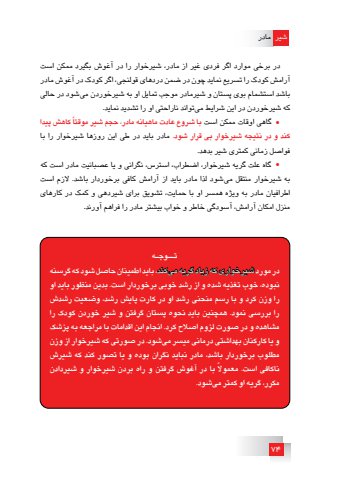 شیر مادر
در برخی موارد اگر فردی غیر از مادر، شیرخوار را در آغوش بگیرد ممکن است
آرامش کودک را تسریع نماید چون در ضمن دردهای قولنجی، اگر کودک در آغوش مادر
باشد استشمام بوی پستان و شیرمادر موجب تمایل او به شیرخوردن می‌شود در حالی
که شیرخوردن در این شرایط می‌تواند ناراحتی او را تشدید نماید.
• گاهی اوقات ممکن است با شروع عادت ماهیانه مادر، حجم شیر موقتاً کاهش پیدا
کند و در نتیجه شیرخوار بی قرار شود. مادر باید در طی این روزها شیرخوار را با
فواصل زمانی کمتری شیر بدهد.
• گاه علت گریه شیرخوار، اضطراب، استرس، نگرانی و یا عصبانیت مادر است که
به شیرخوار منتقل می‌شود لذا مادر باید از آرامش کافی برخوردار باشد. لازم است
اطرافیان مادر به ویژه همسر او با حمایت، تشویق برای شیردهی و کمک در کارهای
منزل امکان آرامش، آسودگی خاطر و خواب بیشتر مادر را فراهم آورند.
توجه
در مورد شیرخواری که زیاد گریه می‌کند، باید اطمینان حاصل شود که گرسنه
نبوده، خوب تغذیه شده و از رشد خوبی برخوردار است. بدین منظور باید او
را وزن کرد و با رسم منحنی رشد او در کارت پایش رشد، وضعیت رشدش
را بررسی نمود. همچنین باید نحوه پستان گرفتن و شیر خوردن کودک را
مشاهده و در صورت لزوم اصلاح کرد. انجام این اقدامات با مراجعه به پزشک
و یا کارکنان بهداشتی درمانی میسر می‌شود. در صورتی که شیرخوار از وزن
مطلوب برخوردار باشد، مادر نباید نگران بوده و یا تصور کند که شیرش
ناکافی است. معمولاً با در آغوش گرفتن و راه بردن شیرخوار و شیردادن
مکرر، گریه او کمتر می‌شود.
۷۴